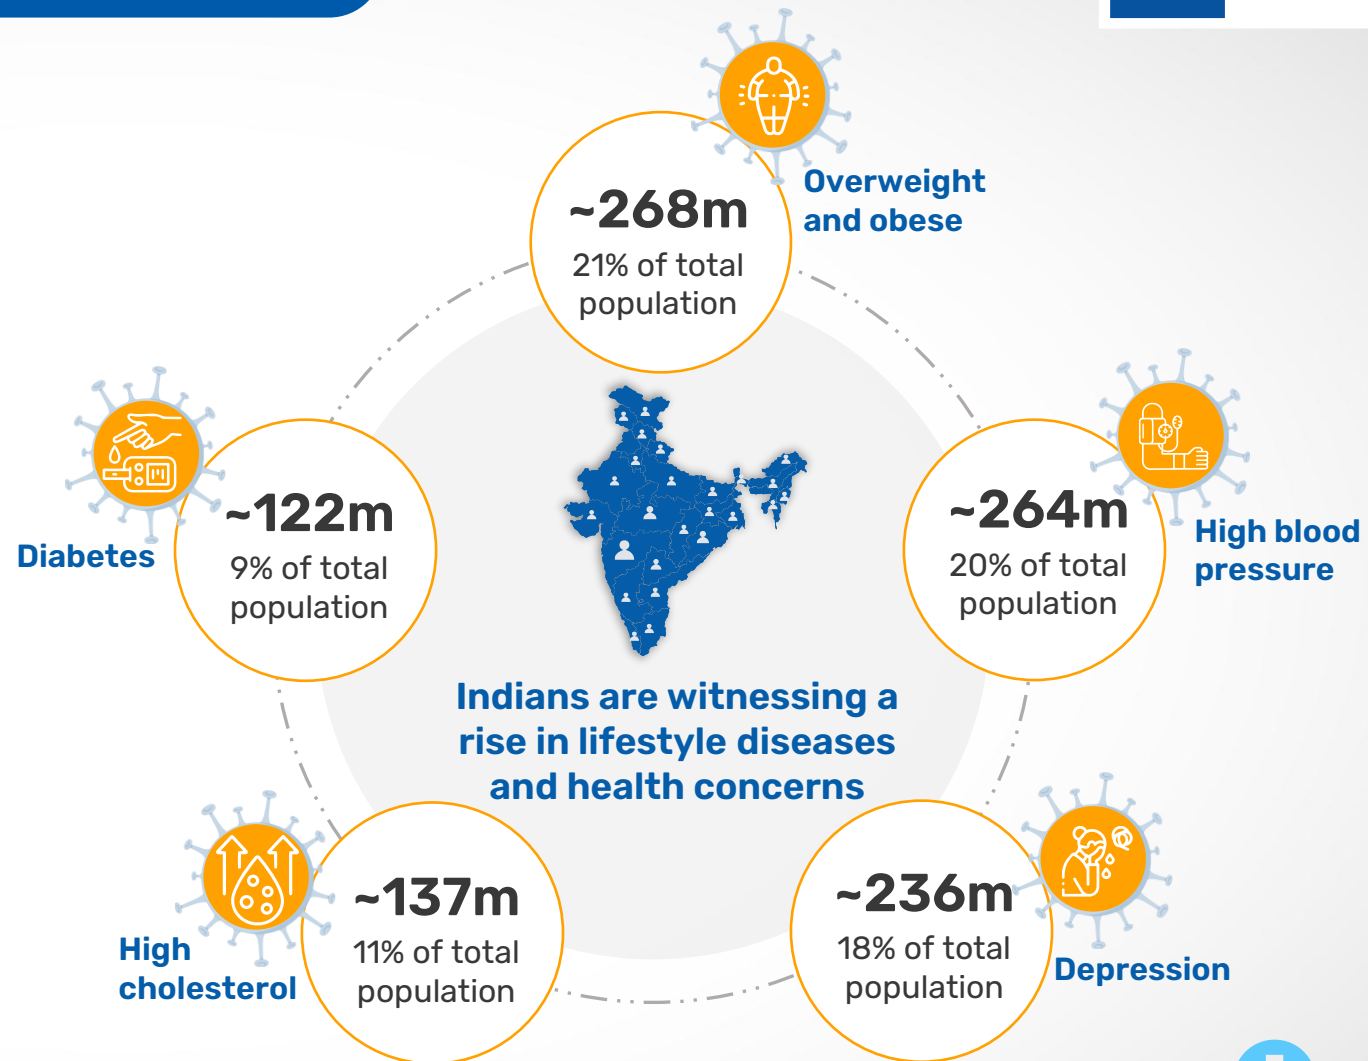 ~268m
21% of total
population
Overweight
and obese
~264m
20% of total
population
High blood
pressure
~236m
18% of total
population
Depression
~137m
11% of total
population
High
cholesterol
~122m
9% of total
population
Diabetes
Indians are witnessing a
rise in lifestyle diseases
and health concerns